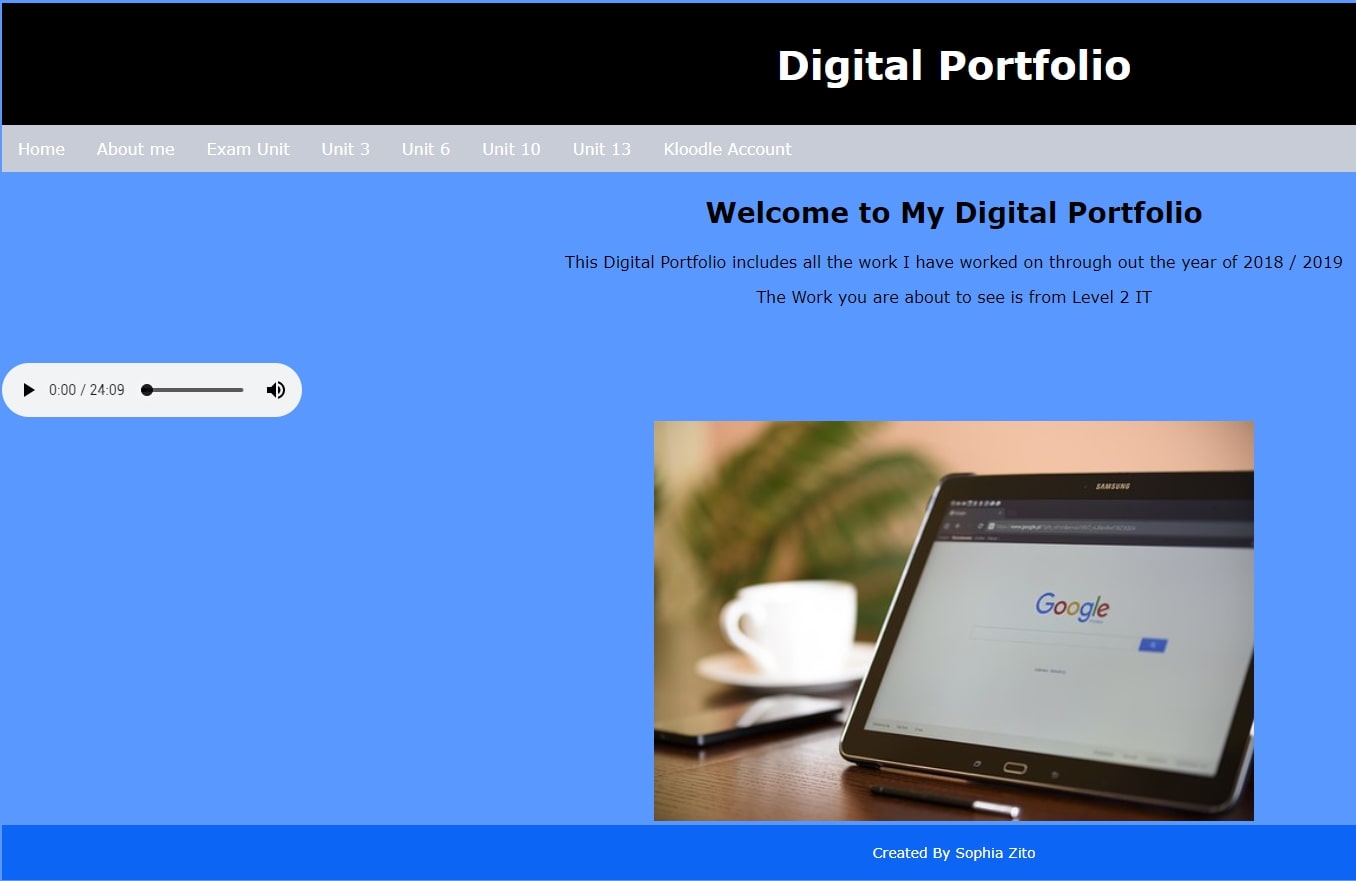 Digital Portfolio
Home About me Exam Unit Unit 3 Unit 6 Unit 10 Unit 13 Kloodle Account
Welcome to My Digital Portfolio
This Digital Portfolio includes all the work I have worked on through out the year of 2018 / 2019
The Work you are about to see is from Level 2 IT
0:00 / 24:09
SAMSUNG
Google
Created By Sophia Zito